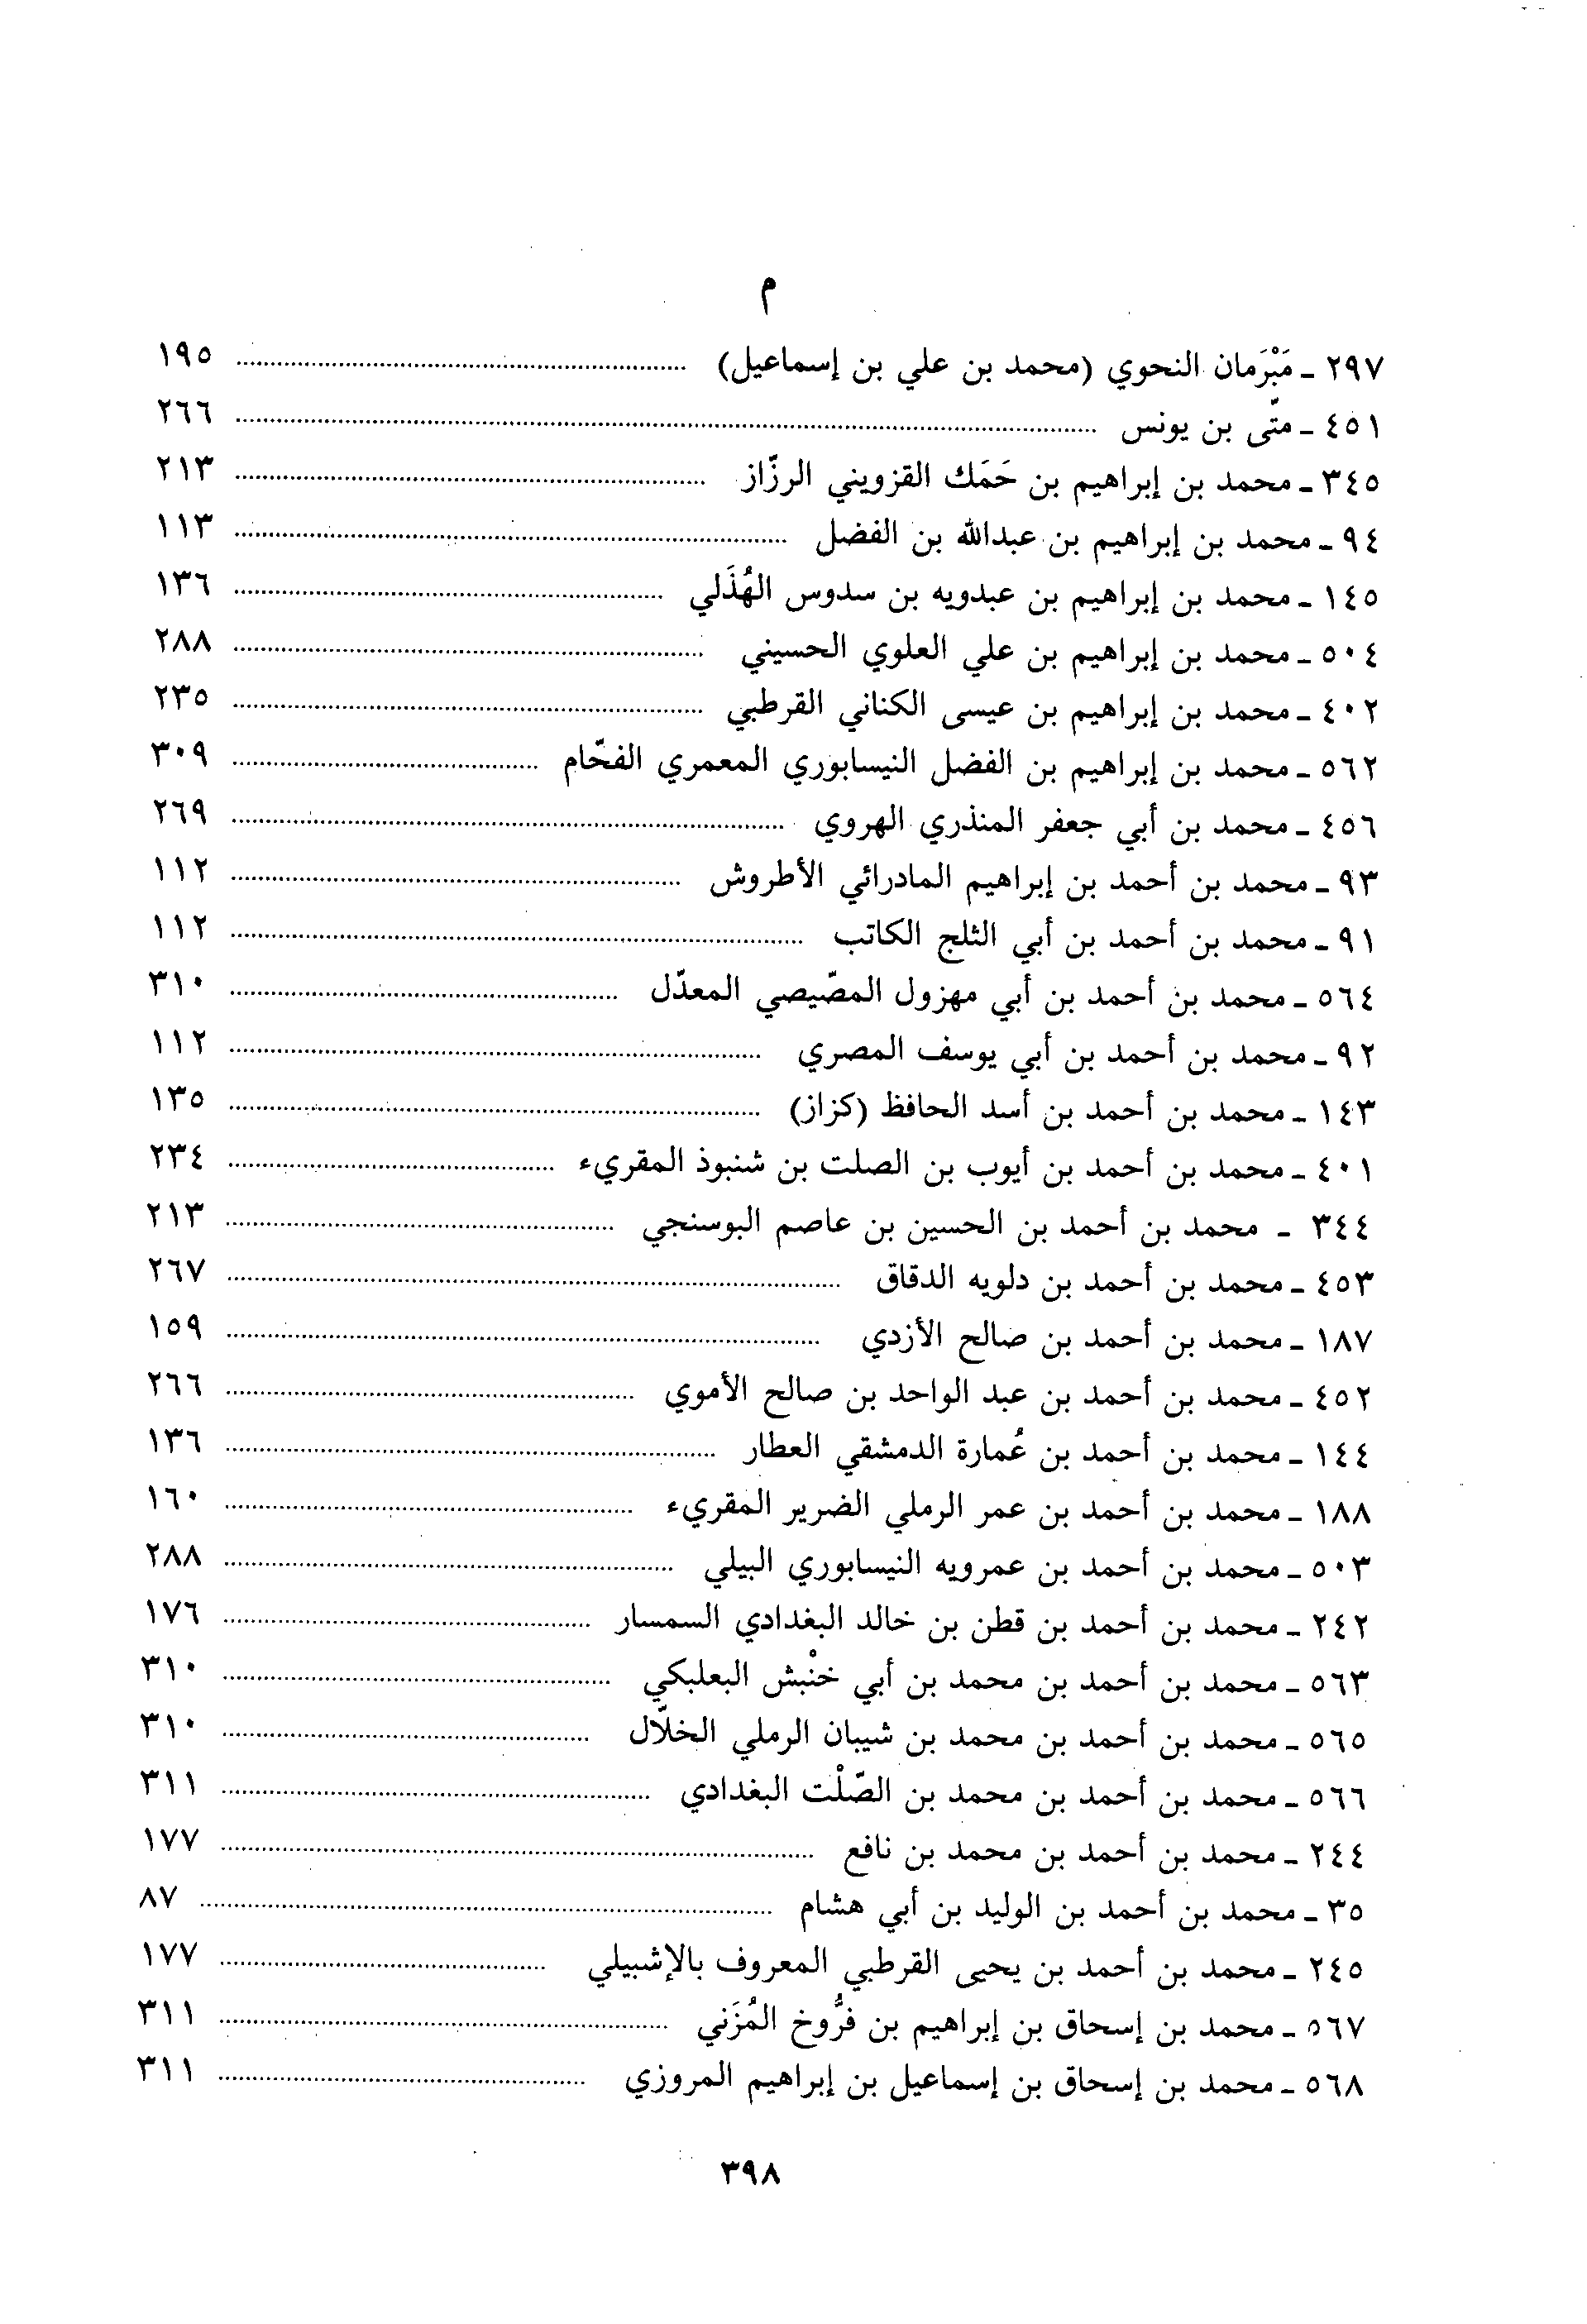 م
٢٩٧ ـ مَبْرَمان النحوي (محمد بن علي بن إسماعيل) ........ ١٩٥
٤٥١ ـ متّى بن يونس ........ ٢٦٦
٣٤٥ ـ محمد بن إبراهيم بن حَمَك القزويني الرزّاز ........ ٢١٣
٩٤ ـ محمد بن إبراهيم بن عبدالله بن الفضل ........ ١١٣
١٤٥ ـ محمد بن إبراهيم بن عبدويه بن سدوس الهُذَلي ........ ١٣٦
٥٠٤ ـ محمد بن إبراهيم بن علي العلوي الحسيني ........ ٢٨٨
٤٠٢ ـ محمد بن إبراهيم بن عيسى الكناني القرطبي ........ ٢٣٥
٥٦٢ ـ محمد بن إبراهيم بن الفضل النيسابوري المعمري الفحّام ........ ٣٠٩
٤٥٦ ـ محمد بن أبي جعفر المنذري الهروي ........ ٢٦٩
٩٣ ـ محمد بن أحمد بن إبراهيم المادرائي الأطروش ........ ١١٢
٩١ ـ محمد بن أحمد بن أبي الثلج الكاتب ........ ١١٢
٥٦٤ ـ محمد بن أحمد بن أبي مهزول المصّيصي المعدّل ........ ٣١٠
٩٢ ـ محمد بن أحمد بن أبي يوسف المصري ........ ١١٢
١٤٣ ـ محمد بن أحمد بن أسد الحافظ (كزاز) ........ ١٣٥
٤٠١ ـ محمد بن أحمد بن أيوب بن الصلت بن شنبوذ المقريء ........ ٢٣٤
٣٤٤ ـ محمد بن أحمد بن الحسين بن عاصم البوسنجي ........ ٢١٣
٤٥٣ ـ محمد بن أحمد بن دلويه الدقاق ........ ٢٦٧
١٨٧ ـ محمد بن أحمد بن صالح الأزدي ........ ١٥٩
٤٥٢ ـ محمد بن أحمد بن عبد الواحد بن صالح الأموي ........ ٢٦٦
١٤٤ ـ محمد بن أحمد بن عُمارة الدمشقي العطار ........ ١٣٦
١٨٨ ـ محمد بن أحمد بن عمر الرملي الضرير المقريء ........ ١٦٠
٥٠٣ ـ محمد بن أحمد بن عمرويه النيسابوري البيلي ........ ٢٨٨
٢٤٢ ـ محمد بن أحمد بن قطن بن خالد البغدادي السمسار ........ ١٧٦
٥٦٣ ـ محمد بن أحمد بن محمد بن أبي خنْبش البعلبكي ........ ٣١٠
٥٦٥ ـ محمد بن أحمد بن محمد بن شيبان الرملي الخلّال ........ ٣١٠
٥٦٦ ـ محمد بن أحمد بن محمد بن الصّلْت البغدادي ........ ٣١١
٢٤٤ ـ محمد بن أحمد بن محمد بن نافع ........ ١٧٧
٣٥ ـ محمد بن أحمد بن الوليد بن أبي هشام ........ ٨٧
٢٤٥ ـ محمد بن أحمد بن يحيى القرطبي المعروف بالإشبيلي ........ ١٧٧
٥٦٧ ـ محمد بن إسحاق بن إبراهيم بن فرُّوخ المُزَني ........ ٣١١
٥٦٨ ـ محمد بن إسحاق بن إسماعيل بن إبراهيم المروزي ........ ٣١١
٣٩٨